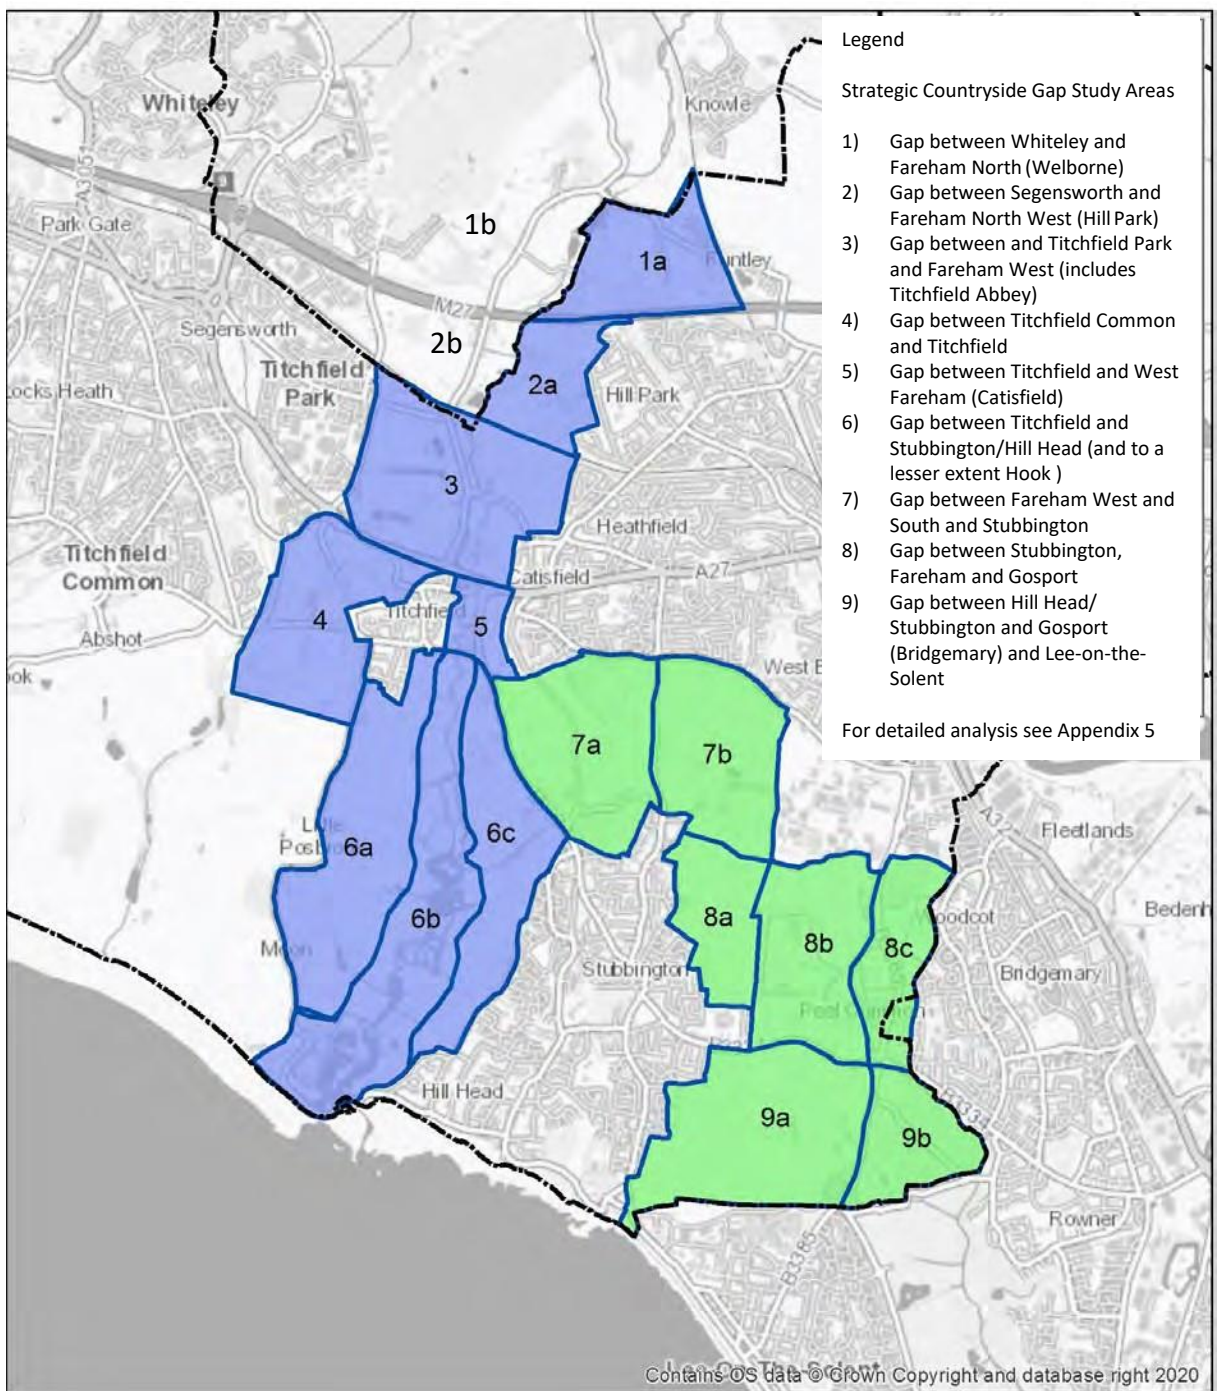 Legend
Strategic Countryside Gap Study Areas
1) Gap between Whiteley and
Fareham North (Welborne)
2) Gap between Segensworth and
Fareham North West (Hill Park)
3) Gap between and Titchfield Park
and Fareham West (includes
Titchfield Abbey)
4) Gap between Titchfield Common
and Titchfield
5) Gap between Titchfield and West
Fareham (Catisfield)
6) Gap between Titchfield and
Stubbington/Hill Head (and to a
lesser extent Hook )
7) Gap between Fareham West and
South and Stubbington
8) Gap between Stubbington,
Fareham and Gosport
9) Gap between Hill Head/
Stubbington and Gosport
(Bridgemary) and Lee-on-the-
Solent
For detailed analysis see Appendix 5
Whiteley
Knowle
A3051
Park Gate
1b
1a
M27
Segensworth
2b
Titchfield
Park
2a
Hill Park
Locks Heath
3
Heathfield
Titchfield
Common
Catisfield
A27
Titchfield
4
5
Abshot
7a
7b
6c
6a
A32
Fleetlands
8a
6b
8b
8c
Stubbington
Bridgemary
Hill Head
9a
9b
Rowner
B3385
Contains OS data © Crown Copyright and database right 2020